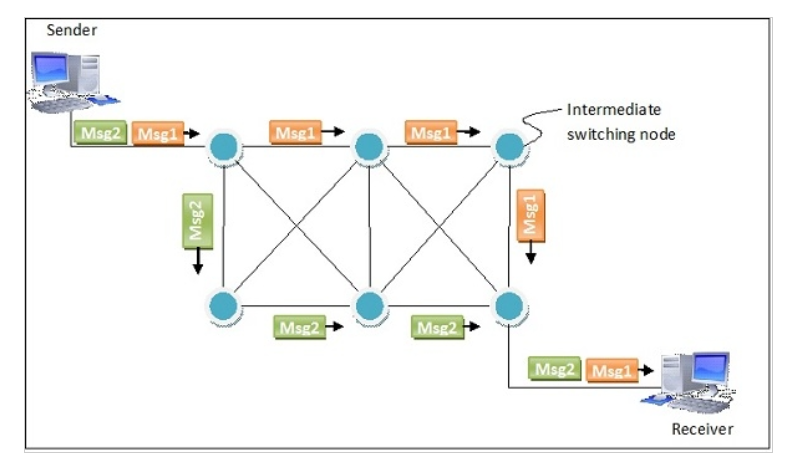 Sender
Msg2 Msg1 Msg1 Msg1
Intermediate
switching node
Msg2
Msg1
Msg2 Msg2
Msg2 Msg1
Receiver